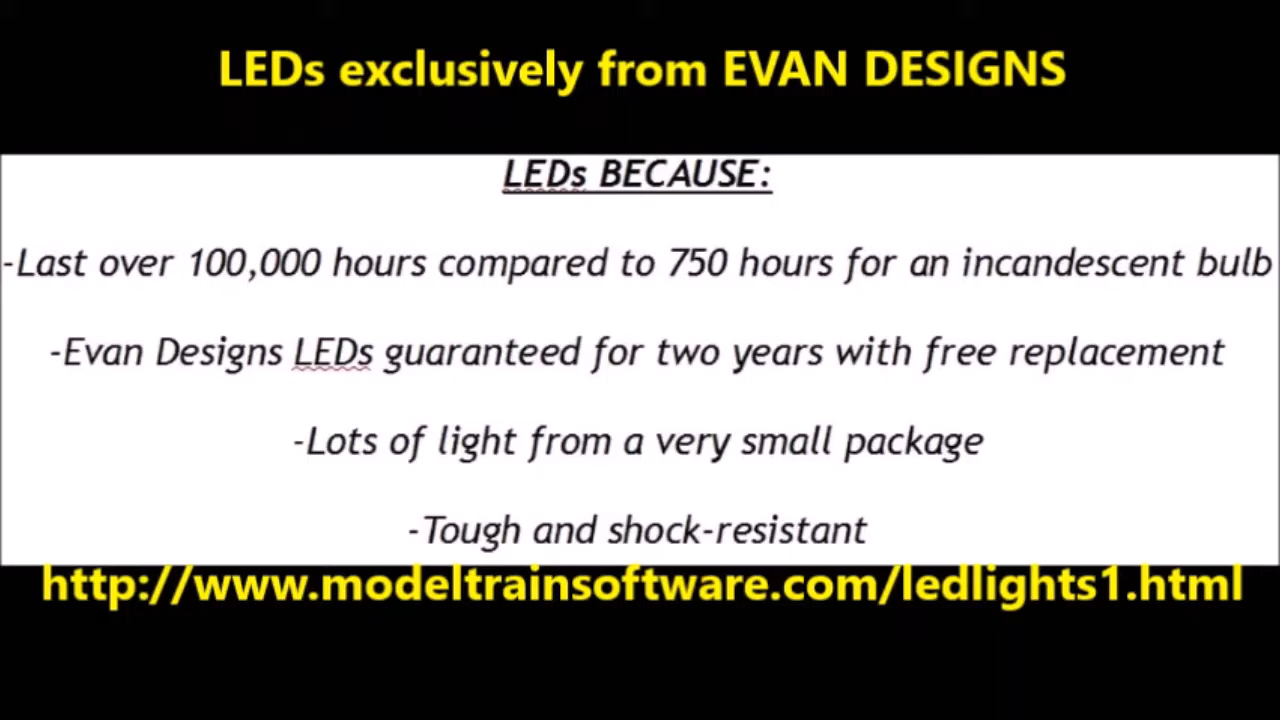 LEDs exclusively from EVAN DESIGNS
LEDs BECAUSE:
-Last over 100,000 hours compared to 750 hours for an incandescent bulb
-Evan Designs LEDs guaranteed for two years with free replacement
-Lots of light from a very small package
-Tough and shock-resistant
http://www.modeltrainsoftware.com/ledlights1.html